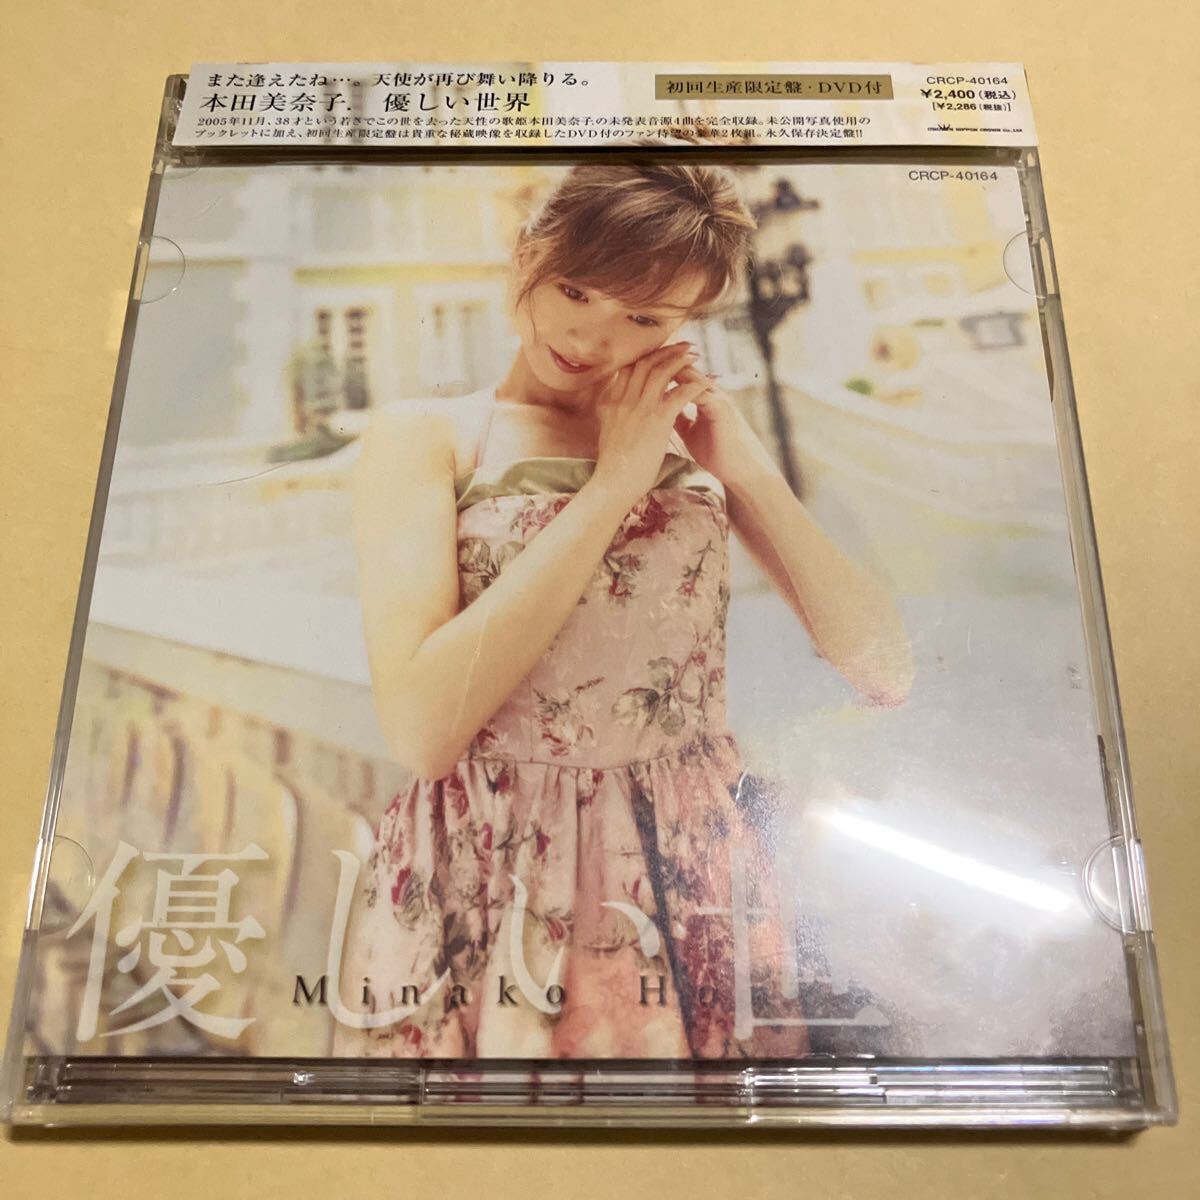 また逢えたね…。天使が再び舞い降りる。
本田美奈子. 優しい世界
2005年11月、38才という若さでこの世を去った天性の歌姫本田美奈子.の未発表音源4曲を完全収録。未公開写真使用の
ブックレットに加え、初回生産限定盤は貴重な秘蔵映像を収録したDVD付のファン待望の豪華2枚組。永久保存決定盤!!
初回生産限定盤・DVD付
CRCP-40164
¥2,400(税込)
[¥2,286(税抜)]
CROWN NIPPON CROWN Co.,Ltd.
CRCP-40164
優しい世
Minako Ho